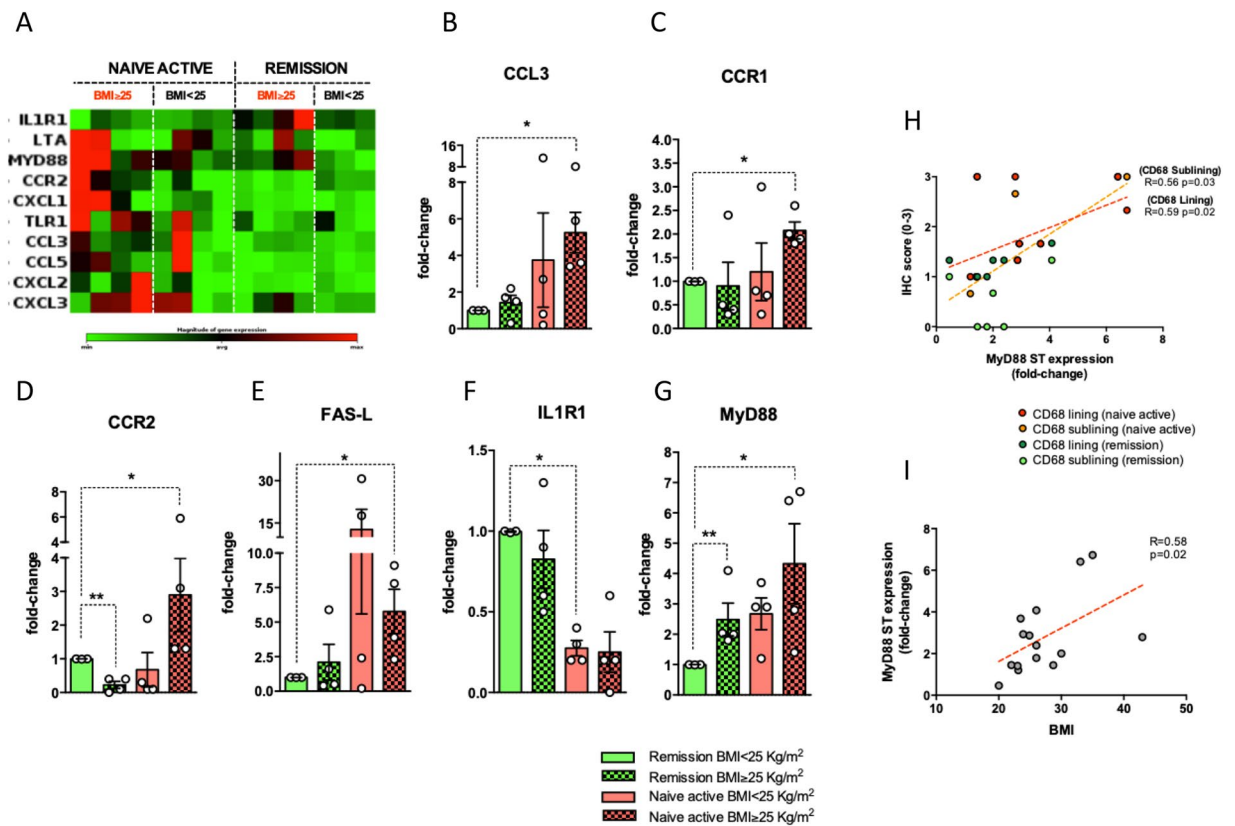 A
NAIVE ACTIVE
REMISSION
BMI≥25
BMI<25
BMI≥25
BMI<25
IL1R1
LTA
MYD88
CCR2
CXCL1
TLR1
CCL3
CCL5
CXCL2
CXCL3
Magnitude of gene expression
min
avg
max
B
CCL3
fold-change
16
8
8
6
4
2
0
*
C
CCR1
fold-change
4.0
3.5
3.0
2.5
2.0
1.5
1.0
0.5
0.0
*
D
CCR2
fold-change
8
6
4
3
2
1
0
**
*
E
FAS-L
fold-change
30
15
10.0
7.5
5.0
2.5
0.0
*
F
IL1R1
fold-change
1.5
1.0
0.5
0.0
*
G
MyD88
fold-change
8
7
6
5
4
3
2
1
0
**
*
Remission BMI<25 Kg/m²
Remission BMI≥25 Kg/m²
Naive active BMI<25 Kg/m²
Naive active BMI≥25 Kg/m²
H
IHC score (0-3)
3
2
1
0
0
2
4
6
8
MyD88 ST expression
(fold-change)
(CD68 Sublining)
R=0.56 p=0.03
(CD68 Lining)
R=0.59 p=0.02
CD68 lining (naive active)
CD68 sublining (naive active)
CD68 lining (remission)
CD68 sublining (remission)
I
MyD88 ST expression
(fold-change)
8
6
4
2
0
10
20
30
40
50
BMI
R=0.58
p=0.02